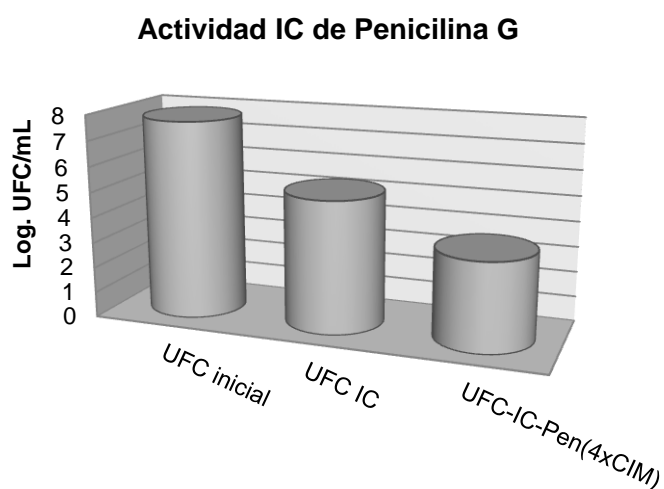 Actividad IC de Penicilina G
Log. UFC/mL
8
7
6
5
4
3
2
1
0
UFC inicial
UFC IC
UFC-IC-Pen(4xCIM)